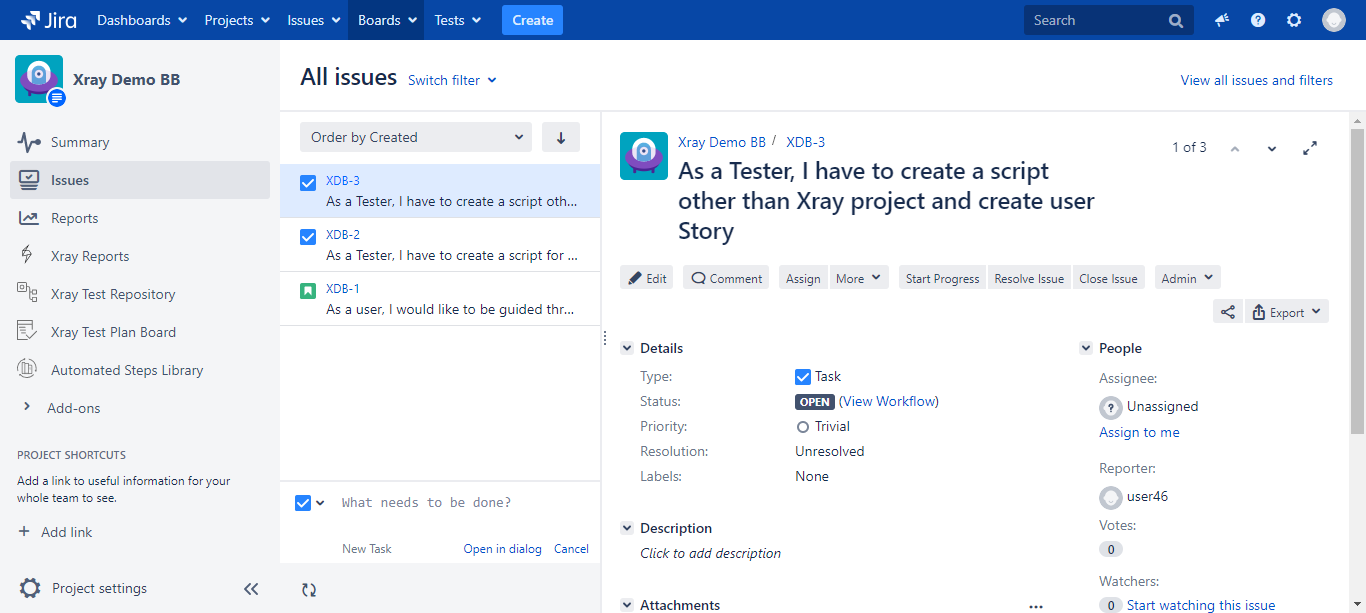 Jira Dashboards Projects Issues Boards Tests Create Search
Xray Demo BB
Summary
Issues
Reports
Xray Reports
Xray Test Repository
Xray Test Plan Board
Automated Steps Library
Add-ons
PROJECT SHORTCUTS
Add a link to useful information for your
whole team to see.
+ Add link
Project settings
All issues Switch filter
View all issues and filters
Order by Created
XDB-3
As a Tester, I have to create a script oth...
XDB-2
As a Tester, I have to create a script for ...
XDB-1
As a user, I would like to be guided thr...
What needs to be done?
New Task Open in dialog Cancel
Xray Demo BB / XDB-3
1 of 3
As a Tester, I have to create a script
other than Xray project and create user
Story
Edit Comment Assign More Start Progress Resolve Issue Close Issue Admin
Export
Details
Type: Task
Status: OPEN (View Workflow)
Priority: Trivial
Resolution: Unresolved
Labels: None
Description
Click to add description
Attachments
People
Assignee:
Unassigned
Assign to me
Reporter:
user46
Votes:
0
Watchers:
0 Start watching this issue